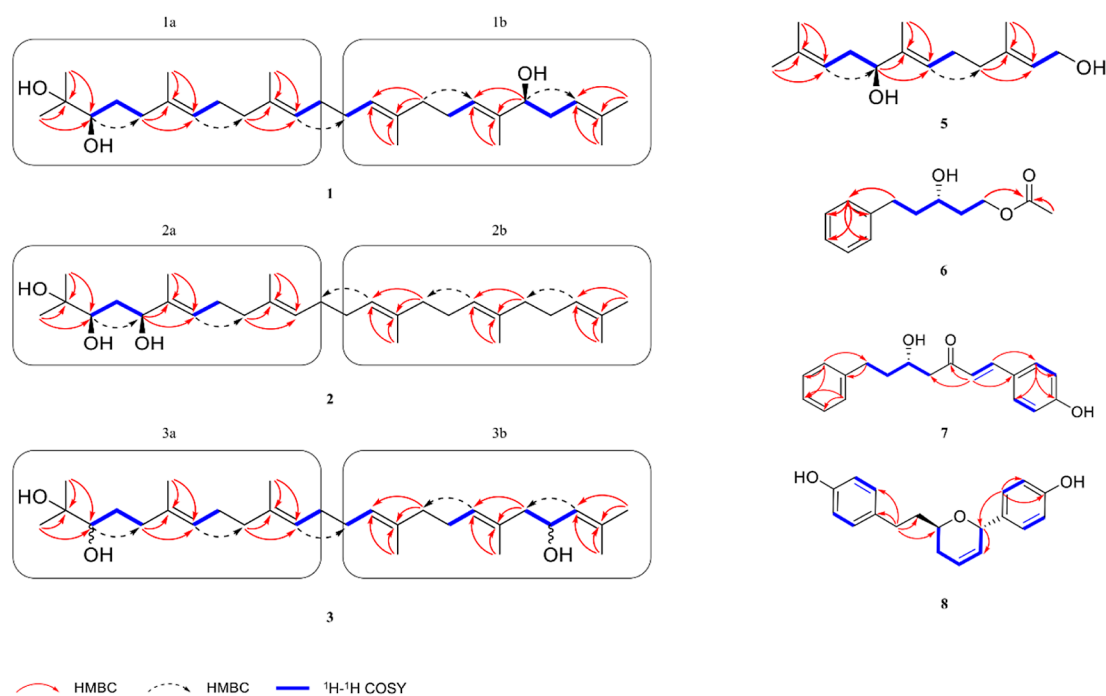 1a 1b
HO
OH
OH
1
2a 2b
HO
OH OH
2
3a 3b
HO
OH
OH
3
OH
OH
5
OH
O
O
6
OH O
OH
7
HO
O
OH
8
HMBC HMBC ¹H-¹H COSY